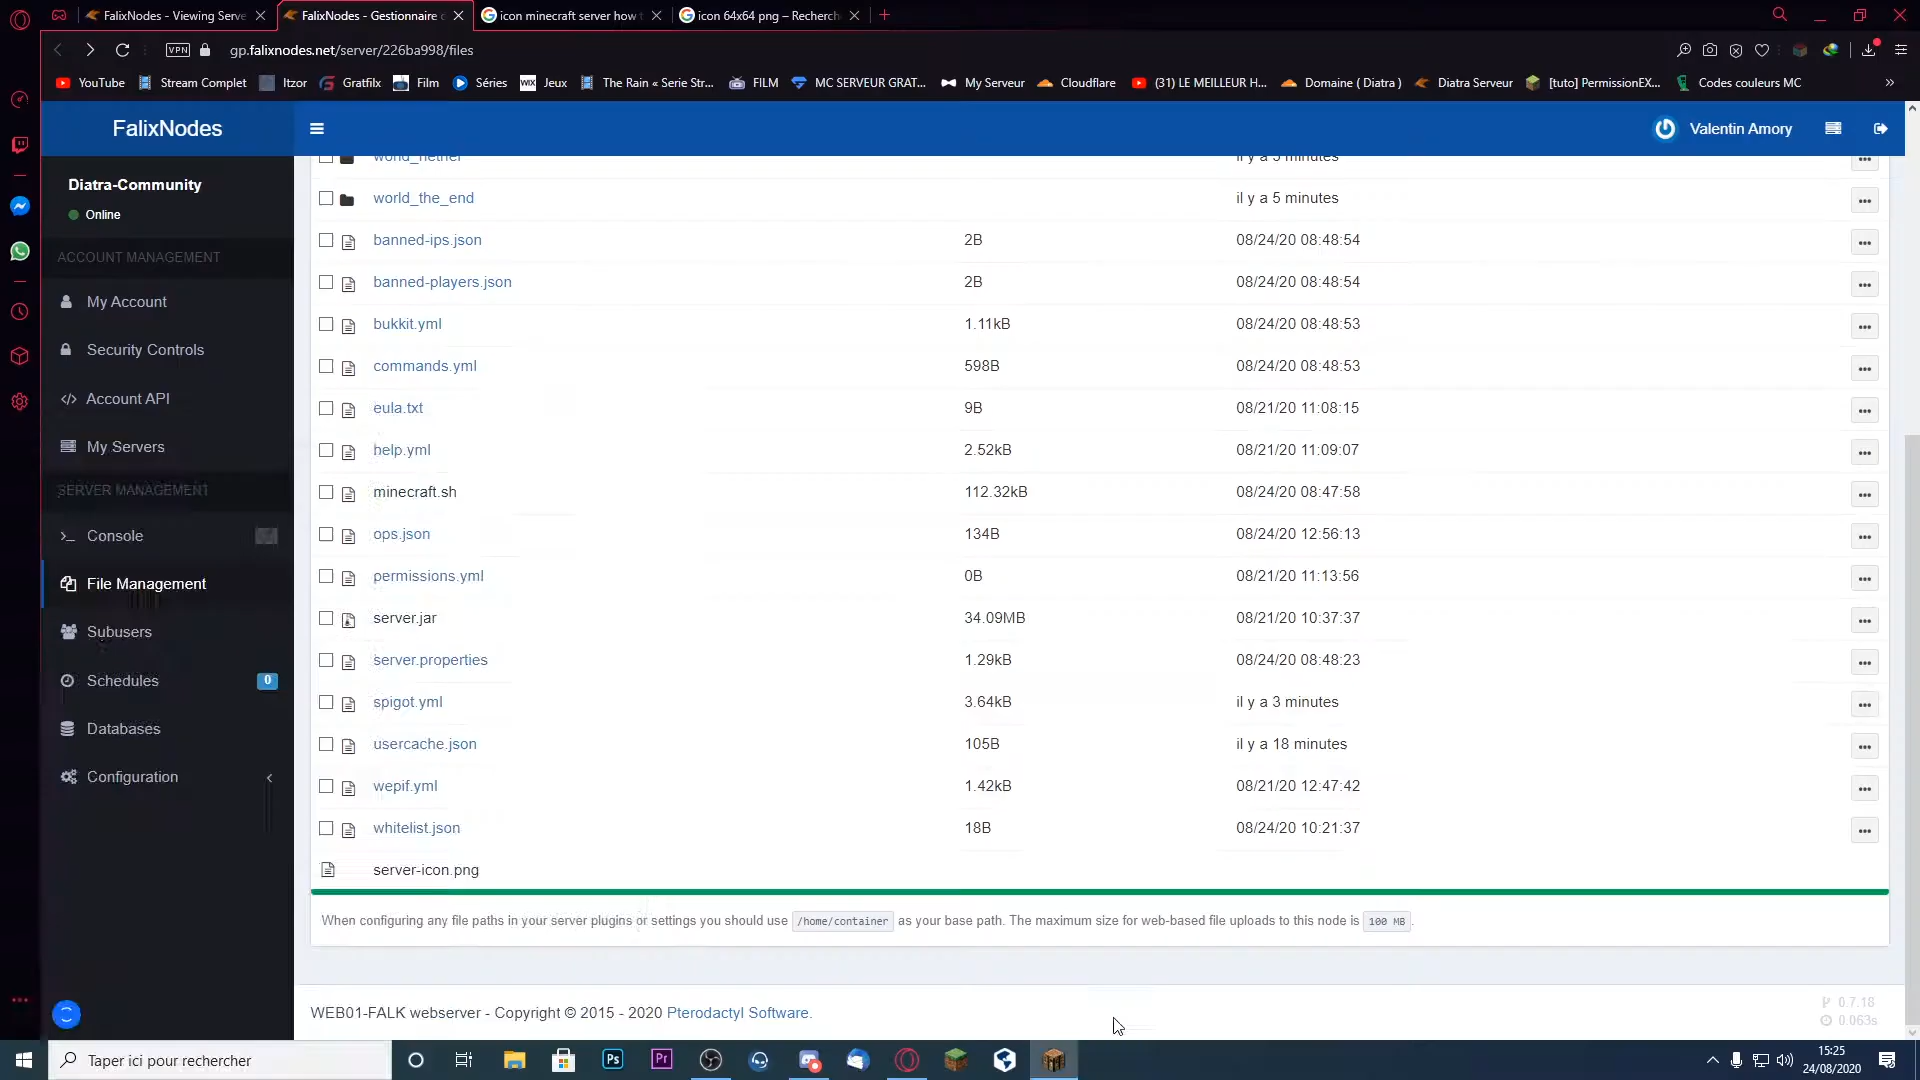 FalixNodes - Viewing Serve
FalixNodes - Gestionnaire d
icon minecraft server how t
icon 64x64 png – Recherch
VPN
gp.falixnodes.net/server/226ba998/files
YouTube
Stream Complet
Itzor
Gratflix
Film
Séries
WIX
Jeux
The Rain « Serie Str...
FILM
MC SERVEUR GRAT...
My Serveur
Cloudflare
(31) LE MEILLEUR H...
Domaine ( Diatra )
Diatra Serveur
[tuto] PermissionEX...
Codes couleurs MC
»
FalixNodes
Valentin Amory
Diatra-Community
Online
ACCOUNT MANAGEMENT
My Account
Security Controls
Account API
My Servers
SERVER MANAGEMENT
Console
File Management
Subusers
Schedules
0
Databases
Configuration
world_nether il y a 5 minutes
world_the_end il y a 5 minutes
banned-ips.json 2B 08/24/20 08:48:54
banned-players.json 2B 08/24/20 08:48:54
bukkit.yml 1.11kB 08/24/20 08:48:53
commands.yml 598B 08/24/20 08:48:53
eula.txt 9B 08/21/20 11:08:15
help.yml 2.52kB 08/21/20 11:09:07
minecraft.sh 112.32kB 08/24/20 08:47:58
ops.json 134B 08/24/20 12:56:13
permissions.yml 0B 08/21/20 11:13:56
server.jar 34.09MB 08/21/20 10:37:37
server.properties 1.29kB 08/24/20 08:48:23
spigot.yml 3.64kB il y a 3 minutes
usercache.json 105B il y a 18 minutes
wepif.yml 1.42kB 08/21/20 12:47:42
whitelist.json 18B 08/24/20 10:21:37
server-icon.png
When configuring any file paths in your server plugins or settings you should use /home/container as your base path. The maximum size for web-based file uploads to this node is 100 MB.
WEB01-FALK webserver - Copyright © 2015 - 2020 Pterodactyl Software.
0.7.18
0.063s
Taper ici pour rechercher
Ps
Pr
15:25
24/08/2020